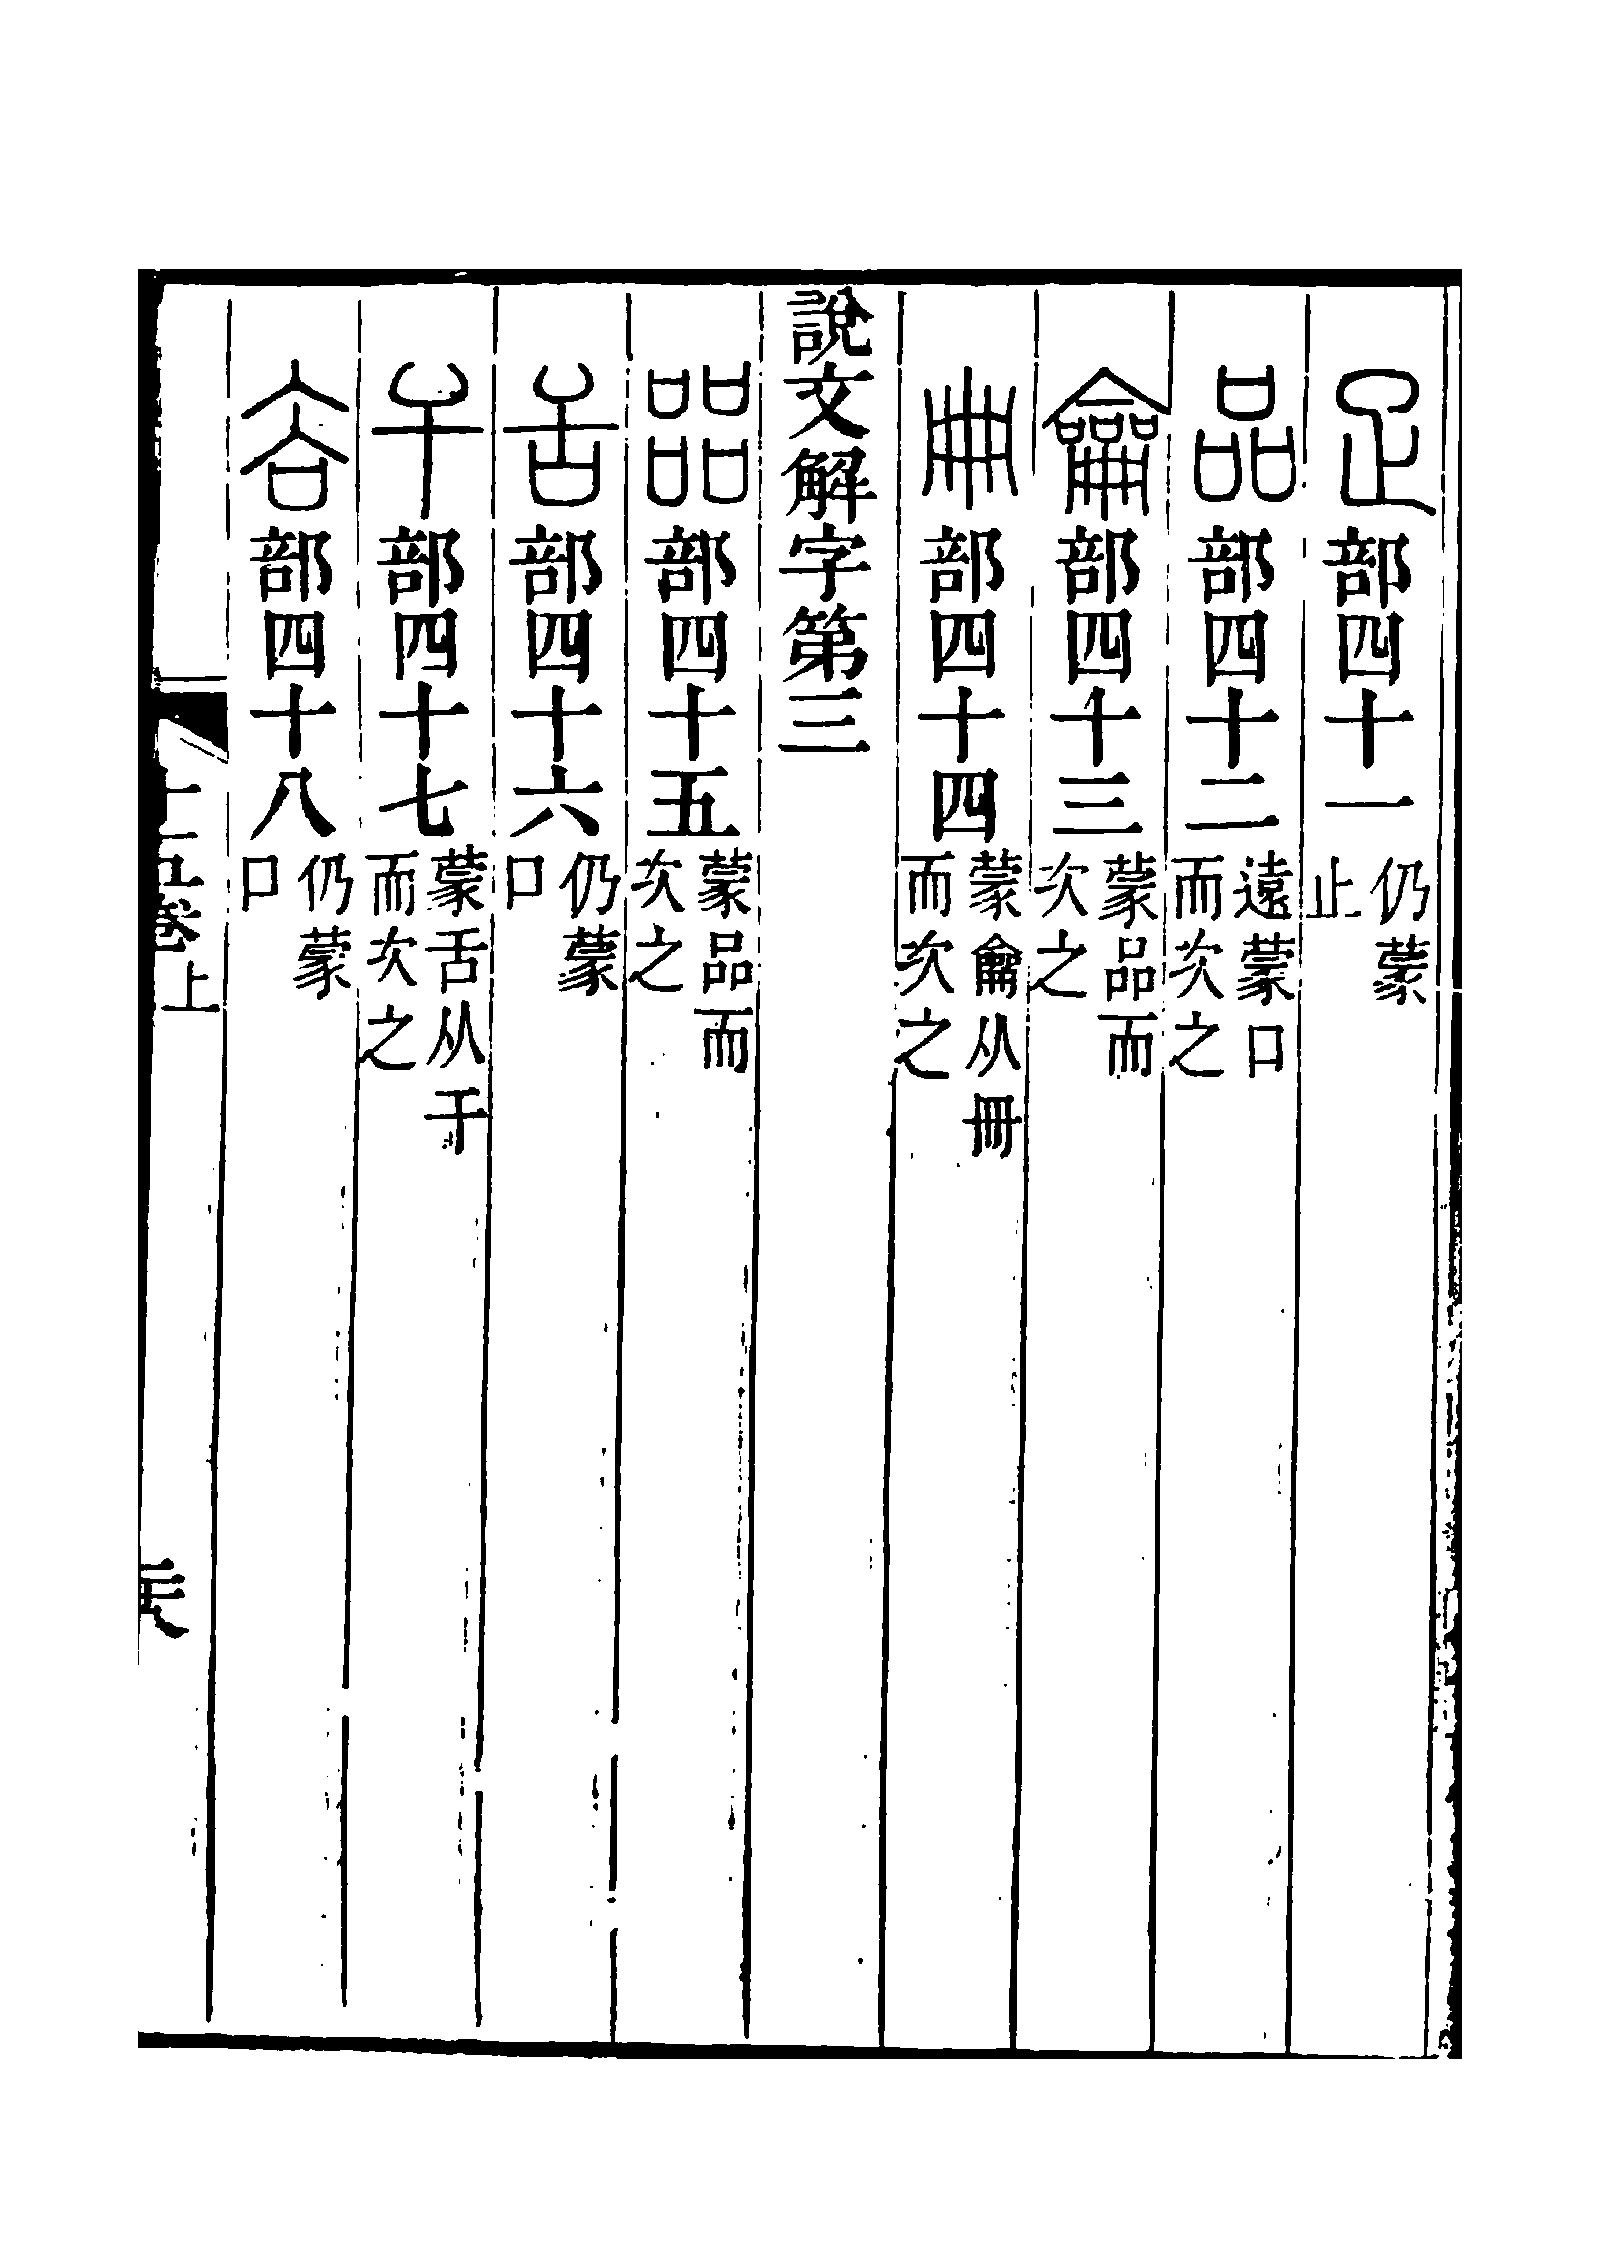 疋部四十一仍蒙止
品部四十二遠蒙口而次之
龠部四十三蒙品而次之
冊部四十四蒙龠从冊而次之
說文解字第三
㗊部四十五蒙品而次之
舌部四十六仍蒙口
干部四十七蒙舌从干而次之
𧮫部四十八仍蒙口
十五卷上